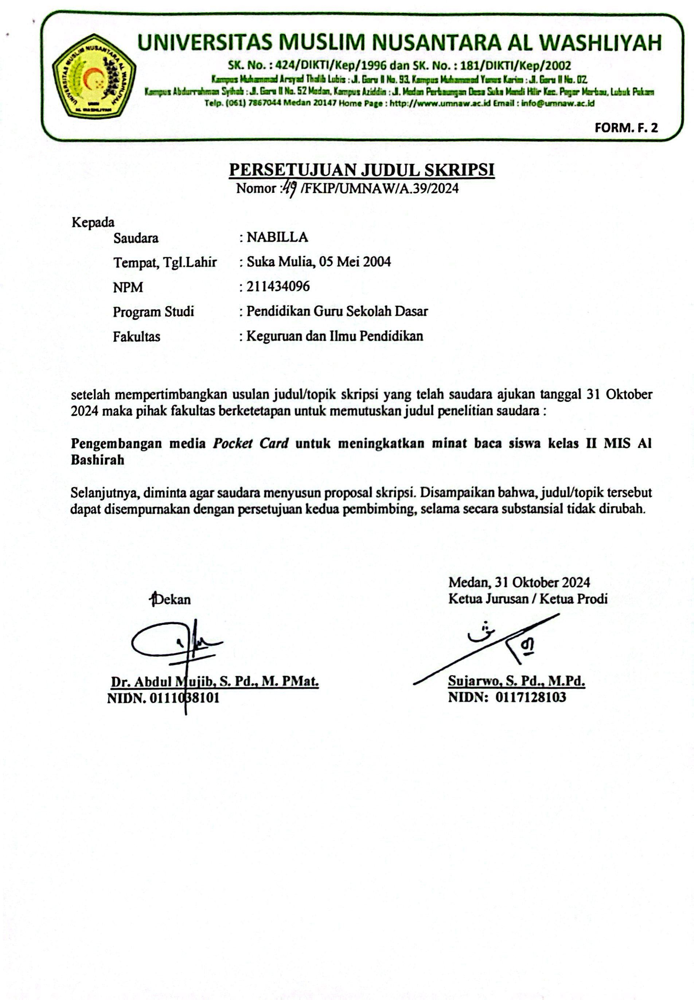 UNIVERSITAS MUSLIM NUSANTARA AL WASHLIYAH
UNIVERSITAS MUSLIM NUSANTARA AL WASHLIYAH
UMN
AL WASHLIYAH
SK. No. : 424/DIKTI/Kep/1996 dan SK. No. : 181/DIKTI/Kep/2002
Kampus Muhammad Arsyad Thalib Lubis : Jl. Garu II No. 93, Kampus Muhammad Yunus Karim : Jl. Garu II No. 02,
Kampus Abdurrahman Syihab : Jl. Garu II No. 52 Medan, Kampus Aziddin : Jl. Medan Perbaungan Desa Suka Mandi Hilir Kec. Pagar Merbau, Lubuk Pakam
Telp. (061) 7867044 Medan 20147 Home Page : http://www.umnaw.ac.id Email : info@umnaw.ac.id
FORM. F. 2
PERSETUJUAN JUDUL SKRIPSI
Nomor :49 /FKIP/UMNAW/A.39/2024
Kepada
Saudara : NABILLA
Tempat, Tgl.Lahir : Suka Mulia, 05 Mei 2004
NPM : 211434096
Program Studi : Pendidikan Guru Sekolah Dasar
Fakultas : Keguruan dan Ilmu Pendidikan
setelah mempertimbangkan usulan judul/topik skripsi yang telah saudara ajukan tanggal 31 Oktober
2024 maka pihak fakultas berketetapan untuk memutuskan judul penelitian saudara :
Pengembangan media Pocket Card untuk meningkatkan minat baca siswa kelas II MIS Al
Bashirah
Selanjutnya, diminta agar saudara menyusun proposal skripsi. Disampaikan bahwa, judul/topik tersebut
dapat disempurnakan dengan persetujuan kedua pembimbing, selama secara substansial tidak dirubah.
Medan, 31 Oktober 2024
Dekan
Ketua Jurusan / Ketua Prodi
Dr. Abdul Mujib, S. Pd., M. PMat.
NIDN. 0111038101
Sujarwo, S. Pd., M.Pd.
NIDN: 0117128103